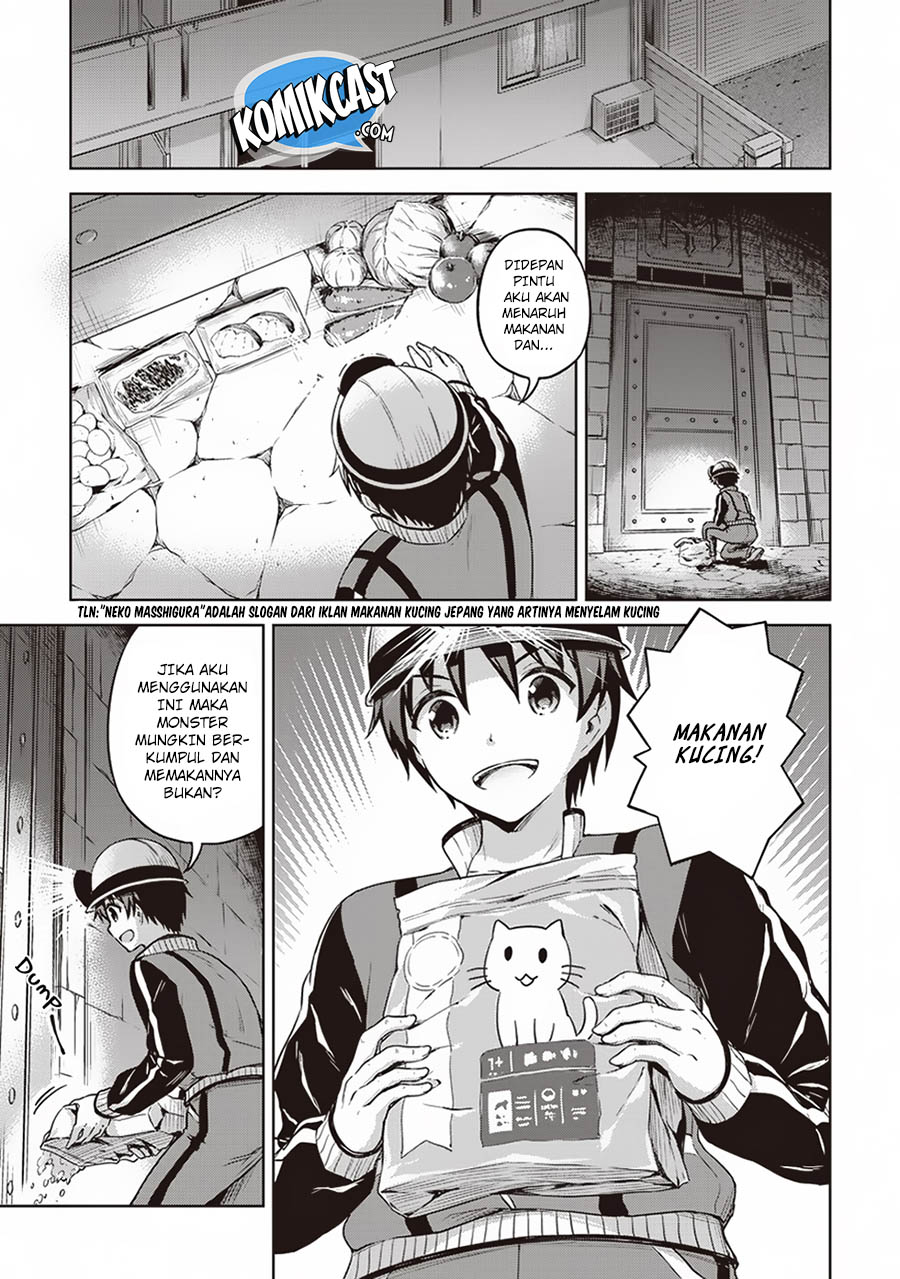 KOMIKCAST
.COM
DIDEPAN
PINTU
AKU AKAN
MENARUH
MAKANAN
DAN...
TLN:"NEKO MASSHIGURA"ADALAH SLOGAN DARI IKLAN MAKANAN KUCING JEPANG YANG ARTINYA MENYELAM KUCING
MAKANAN
KUCING!
1+
JIKA AKU
MENGGUNAKAN
INI MAKA
MONSTER
MUNGKIN BER-
KUMPUL DAN
MEMAKANNYA
BUKAN?
DUMP